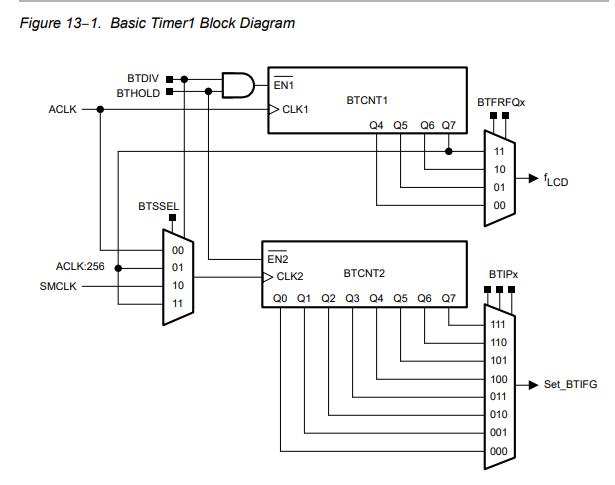 Figure 13–1. Basic Timer1 Block Diagram
BTDIV
BTHOLD
EN1
BTCNT1
BTFRFQx
ACLK
CLK1
Q4 Q5 Q6 Q7
11
10
01
00
fLCD
BTSSEL
00
ACLK:256
01
SMCLK
10
11
EN2
CLK2
BTCNT2
BTIPx
Q0 Q1 Q2 Q3 Q4 Q5 Q6 Q7
111
110
101
100
011
010
001
000
Set_BTIFG